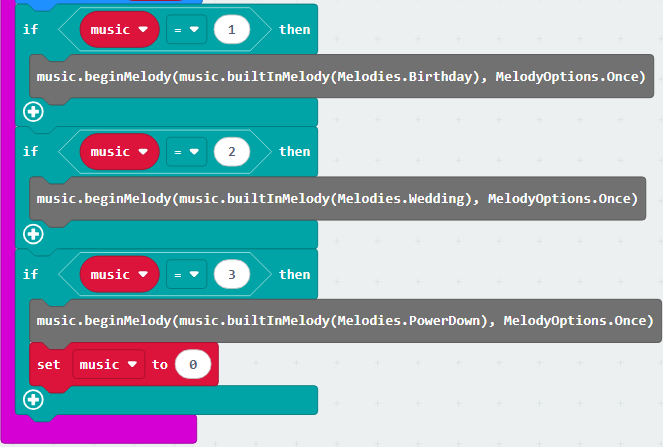 if music = 1 then
music.beginMelody(music.builtInMelody(Melodies.Birthday), MelodyOptions.Once)
if music = 2 then
music.beginMelody(music.builtInMelody(Melodies.Wedding), MelodyOptions.Once)
if music = 3 then
music.beginMelody(music.builtInMelody(Melodies.PowerDown), MelodyOptions.Once)
set music to 0